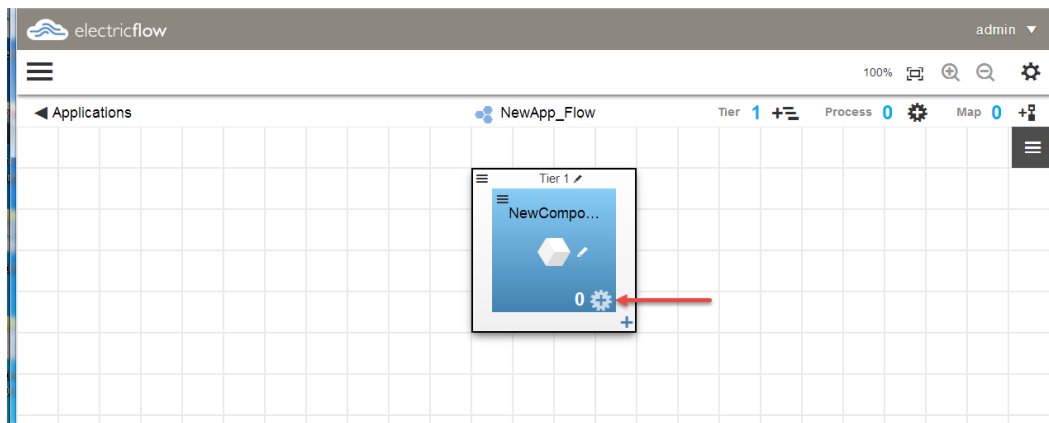 electricflow admin
100%
Applications NewApp_Flow Tier 1 Process 0 Map 0
Tier 1
NewCompo...
0